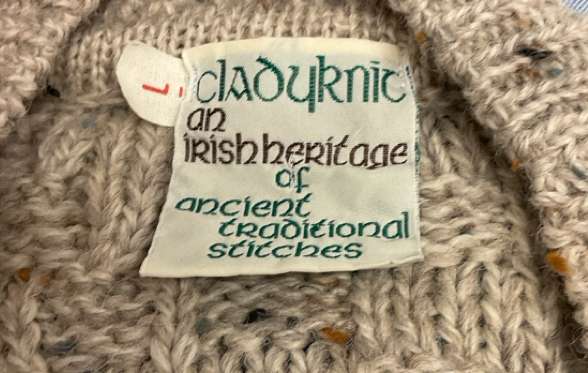 L
cladyknit
an
irish heritage
of
ancient
traditional
stitches